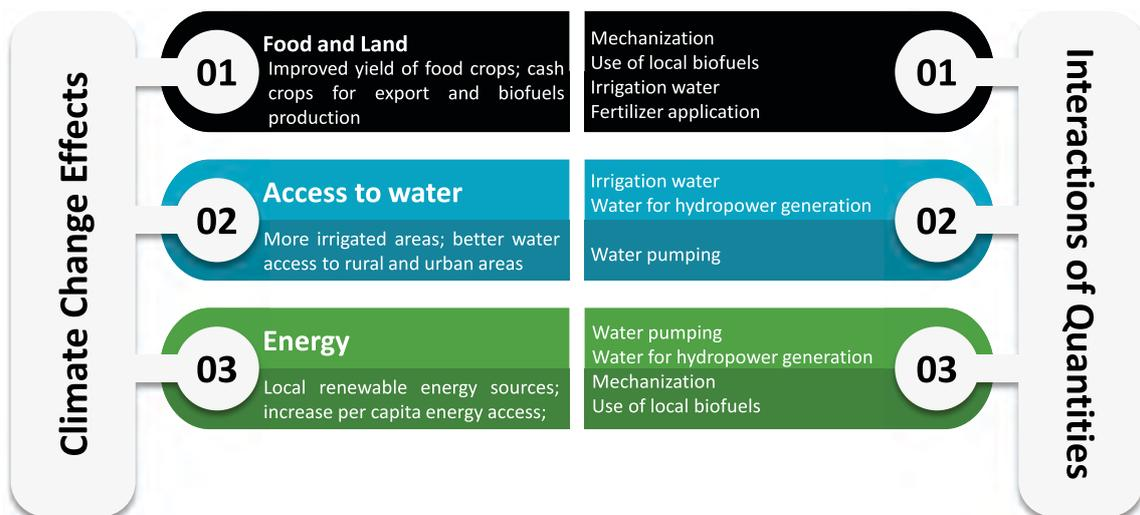 Climate Change Effects
01
Food and Land
Improved yield of food crops; cash
crops for export and biofuels
production
02
Access to water
More irrigated areas; better water
access to rural and urban areas
03
Energy
Local renewable energy sources;
increase per capita energy access;
Mechanization
Use of local biofuels
Irrigation water
Fertilizer application
01
Irrigation water
Water for hydropower generation
Water pumping
02
Water pumping
Water for hydropower generation
Mechanization
Use of local biofuels
03
Interactions of Quantities